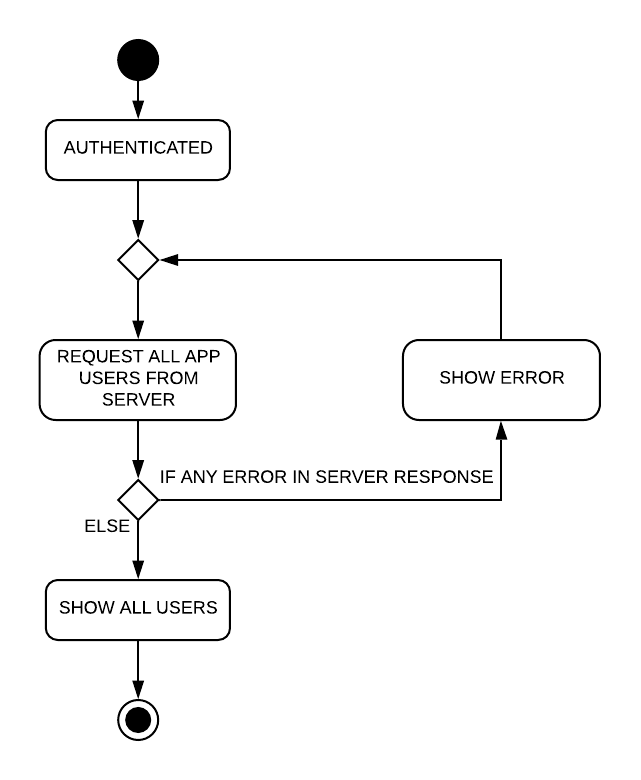 AUTHENTICATED
REQUEST ALL APP
USERS FROM
SERVER
SHOW ERROR
IF ANY ERROR IN SERVER RESPONSE
ELSE
SHOW ALL USERS